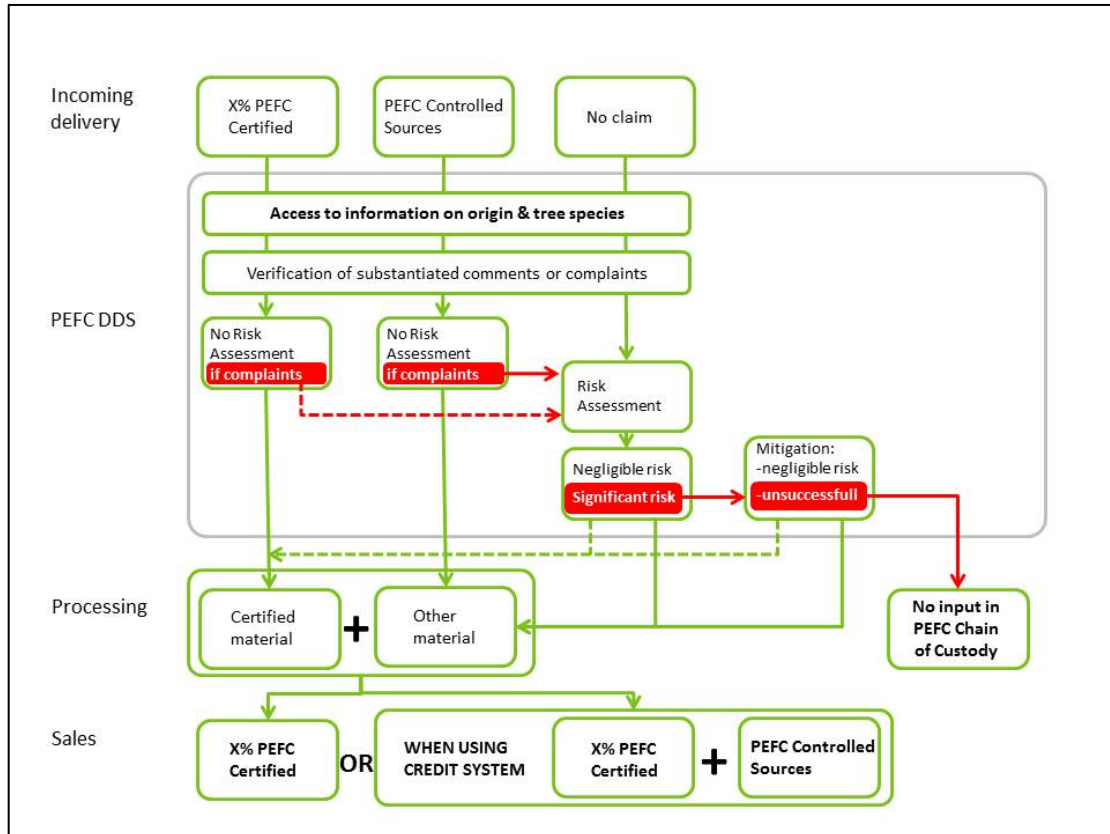 Incoming
delivery
X% PEFC
Certified
PEFC Controlled
Sources
No claim
Access to information on origin & tree species
Verification of substantiated comments or complaints
PEFC DDS
No Risk
Assessment
if complaints
No Risk
Assessment
if complaints
Risk
Assessment
Negligible risk
Significant risk
Mitigation:
-negligible risk
-unsuccessfull
Processing
Certified
material
+
Other
material
No input in
PEFC Chain
of Custody
Sales
X% PEFC
Certified
OR
WHEN USING
CREDIT SYSTEM
X% PEFC
Certified
+
PEFC Controlled
Sources